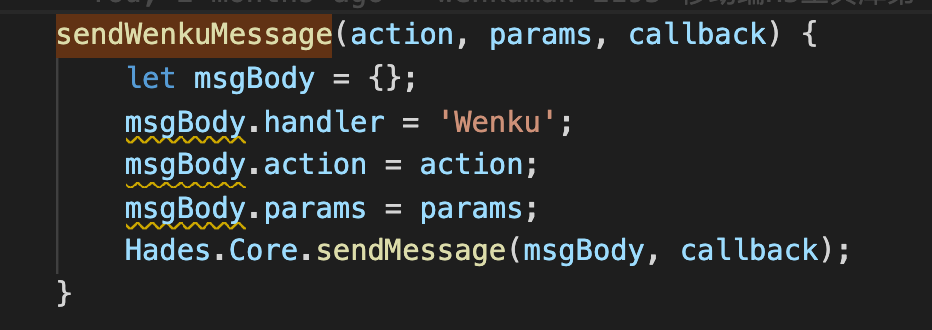 sendWenkuMessage(action, params, callback) {
let msgBody = {};
msgBody.handler = 'Wenku';
msgBody.action = action;
msgBody.params = params;
Hades.Core.sendMessage(msgBody, callback);
}